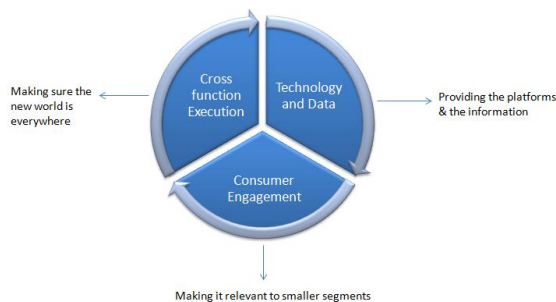 Cross
function
Execution
Technology
and Data
Consumer
Engagement
Making sure the
new world is
everywhere
Providing the platforms
& the information
Making it relevant to smaller segments